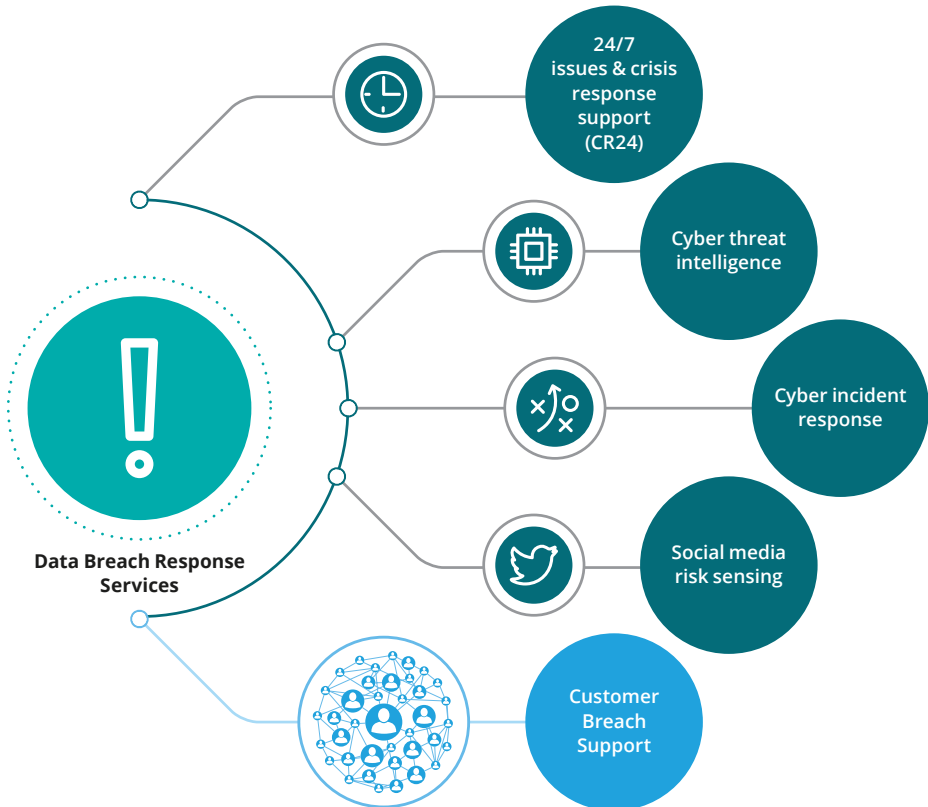 24/7
issues & crisis
response
support
(CR24)
Cyber threat
intelligence
Cyber incident
response
Data Breach Response
Services
Social media
risk sensing
Customer
Breach
Support